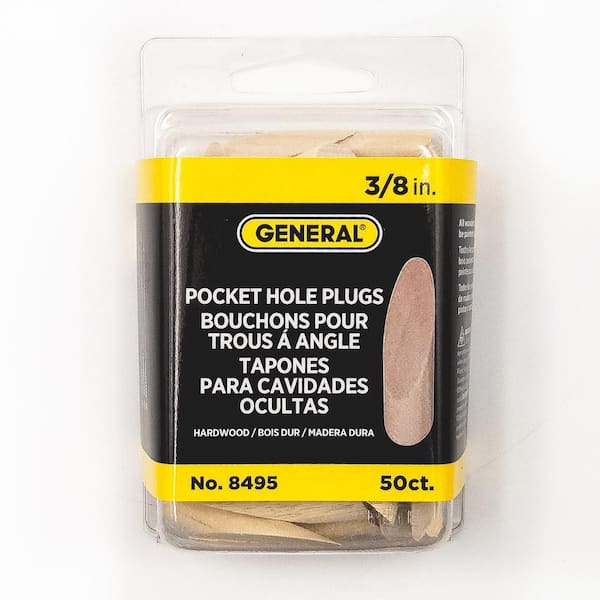 3/8 in.
GENERAL®
POCKET HOLE PLUGS
BOUCHONS POUR
TROUS Á ANGLE
TAPONES
PARA CAVIDADES
OCULTAS
HARDWOOD / BOIS DUR / MADERA DURA
No. 8495
50ct.